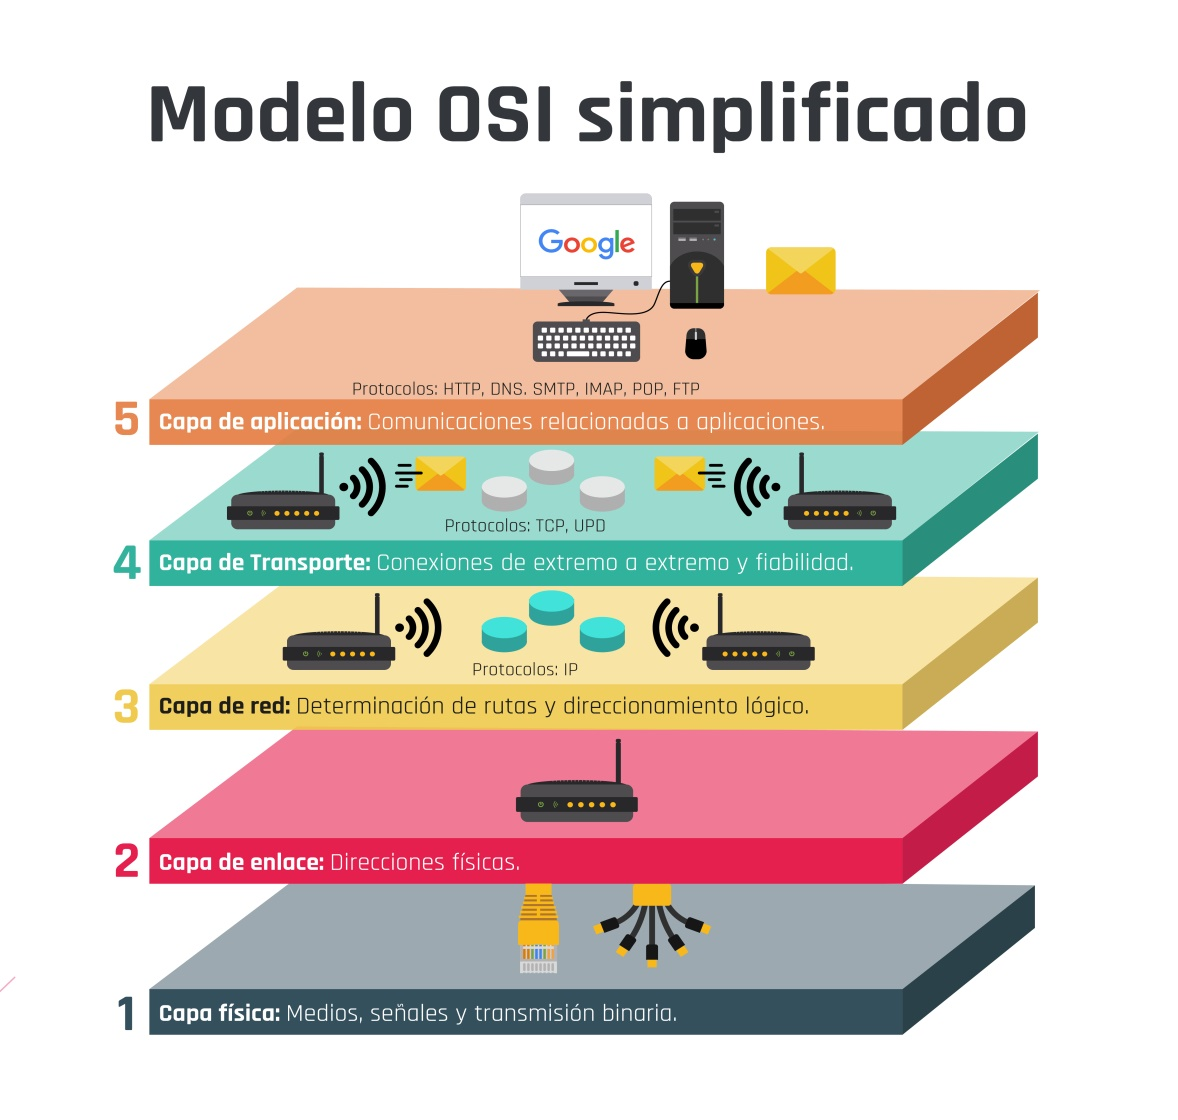 Modelo OSI simplificado
Google
Protocolos: HTTP, DNS. SMTP, IMAP, POP, FTP
5 Capa de aplicación: Comunicaciones relacionadas a aplicaciones.
Protocolos: TCP, UPD
4 Capa de Transporte: Conexiones de extremo a extremo y fiabilidad.
Protocolos: IP
3 Capa de red: Determinación de rutas y direccionamiento lógico.
2 Capa de enlace: Direcciones físicas.
1 Capa física: Medios, señales y transmisión binaria.